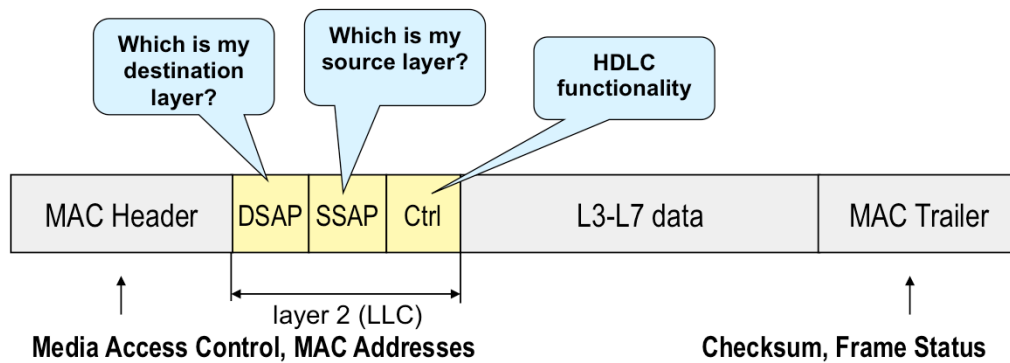 Which is my
destination
layer?
Which is my
source layer?
HDLC
functionality
MAC Header
DSAP
SSAP
Ctrl
L3-L7 data
MAC Trailer
layer 2 (LLC)
Media Access Control, MAC Addresses
Checksum, Frame Status